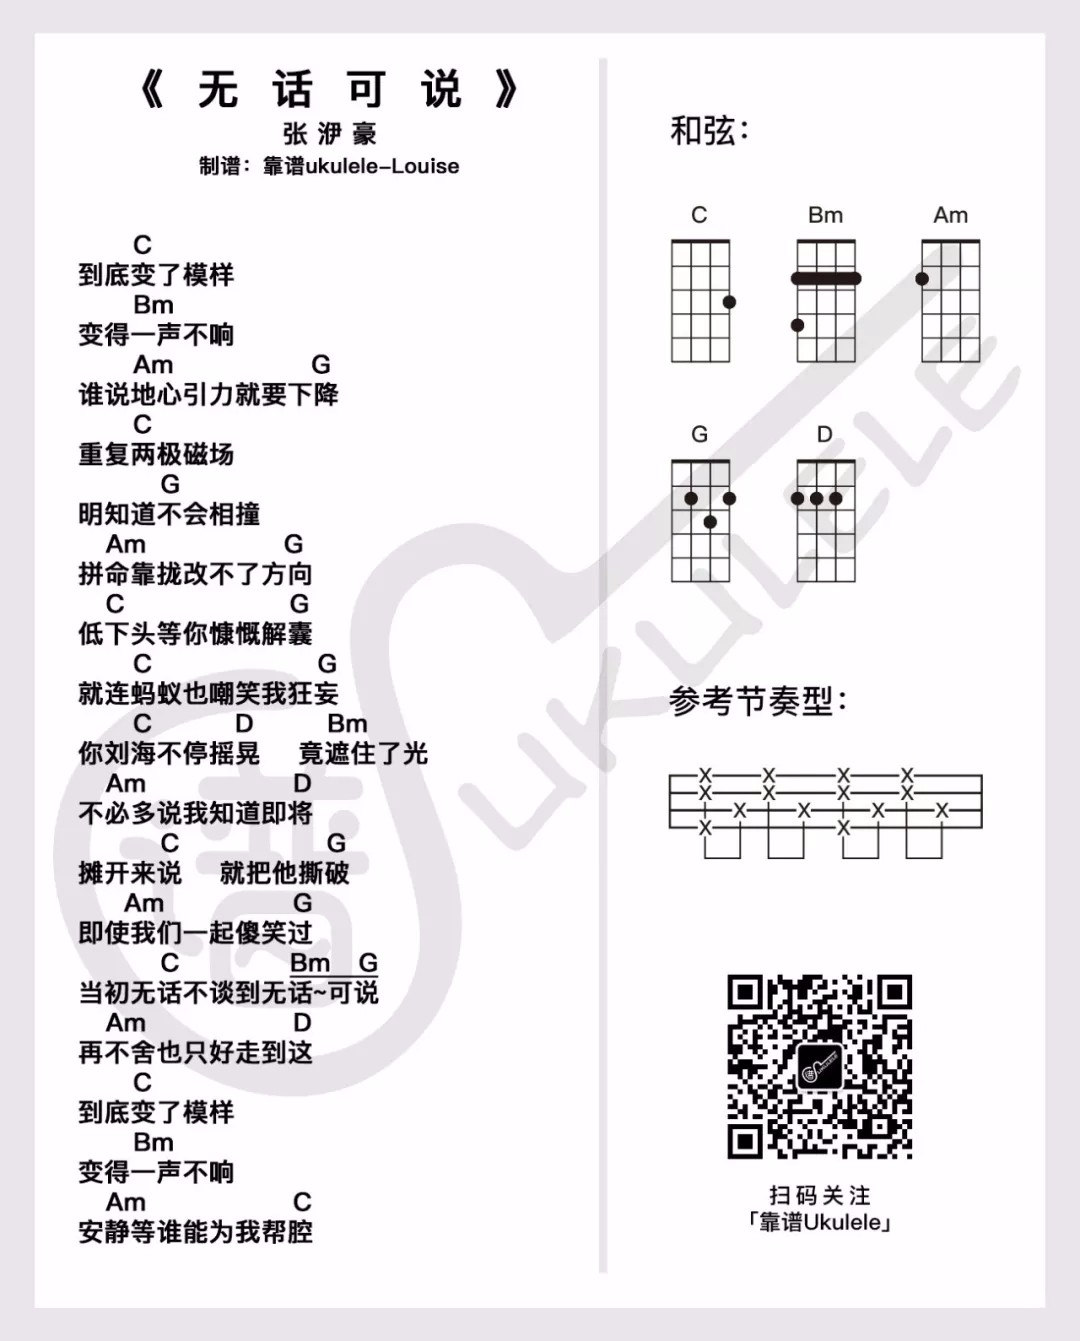 《无话可说》
张洢豪
制谱：靠谱ukulele-Louise
C
到底变了模样
Bm
变得一声不响
Am G
谁说地心引力就要下降
C
重复两极磁场
G
明知道不会相撞
Am G
拼命靠拢改不了方向
C G
低下头等你慷慨解囊
C G
就连蚂蚁也嘲笑我狂妄
C D Bm
你刘海不停摇晃 竟遮住了光
Am D
不必多说我知道即将
C G
摊开来说 就把他撕破
Am G
即使我们一起傻笑过
C Bm G
当初无话不谈到无话~可说
Am D
再不舍也只好走到这
C
到底变了模样
Bm
变得一声不响
Am C
安静等谁能为我帮腔
和弦：
C Bm Am
G D
参考节奏型：
X X X X
X X X X
X X X X
X X
扫码关注
「靠谱Ukulele」
谱
UKULELE